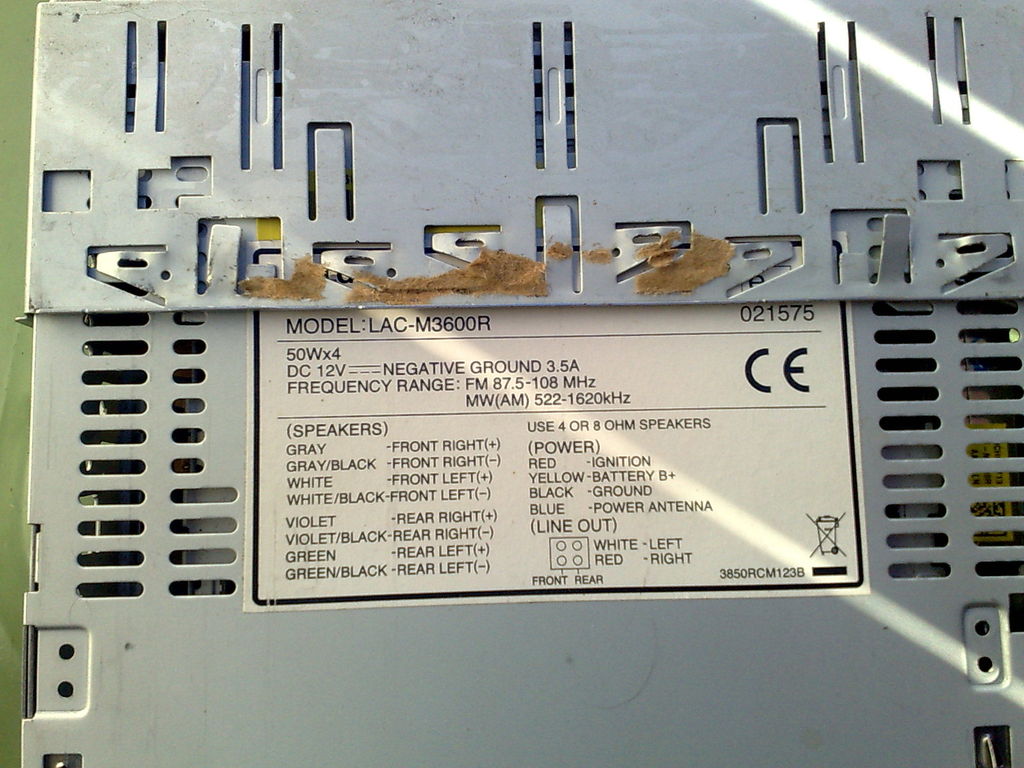 MODEL:LAC-M3600R
021575
50Wx4
DC 12V⎓NEGATIVE GROUND 3.5A
FREQUENCY RANGE: FM 87.5-108 MHz
MW(AM) 522-1620kHz
CE
(SPEAKERS)
GRAY -FRONT RIGHT(+)
GRAY/BLACK -FRONT RIGHT(-)
WHITE -FRONT LEFT(+)
WHITE/BLACK-FRONT LEFT(-)
VIOLET -REAR RIGHT(+)
VIOLET/BLACK-REAR RIGHT(-)
GREEN -REAR LEFT(+)
GREEN/BLACK -REAR LEFT(-)
USE 4 OR 8 OHM SPEAKERS
(POWER)
RED -IGNITION
YELLOW-BATTERY B+
BLACK -GROUND
BLUE -POWER ANTENNA
(LINE OUT)
WHITE -LEFT
RED -RIGHT
FRONT REAR
3850RCM123B